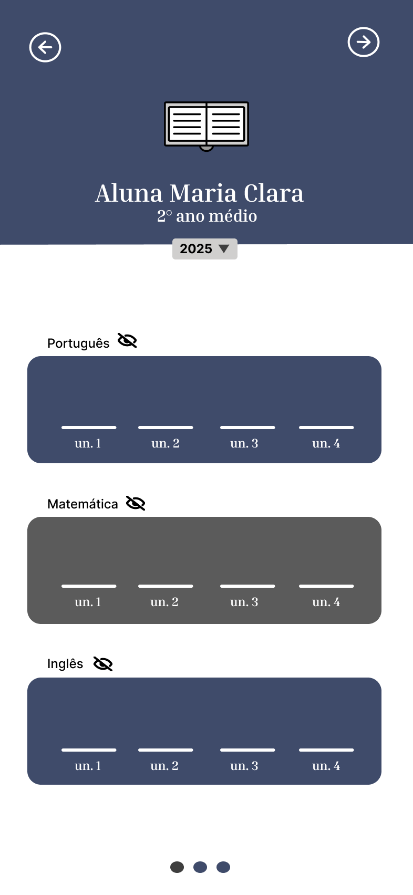 Aluna Maria Clara
2° ano médio
2025
Português
un. 1 un. 2 un. 3 un. 4
Matemática
un. 1 un. 2 un. 3 un. 4
Inglês
un. 1 un. 2 un. 3 un. 4